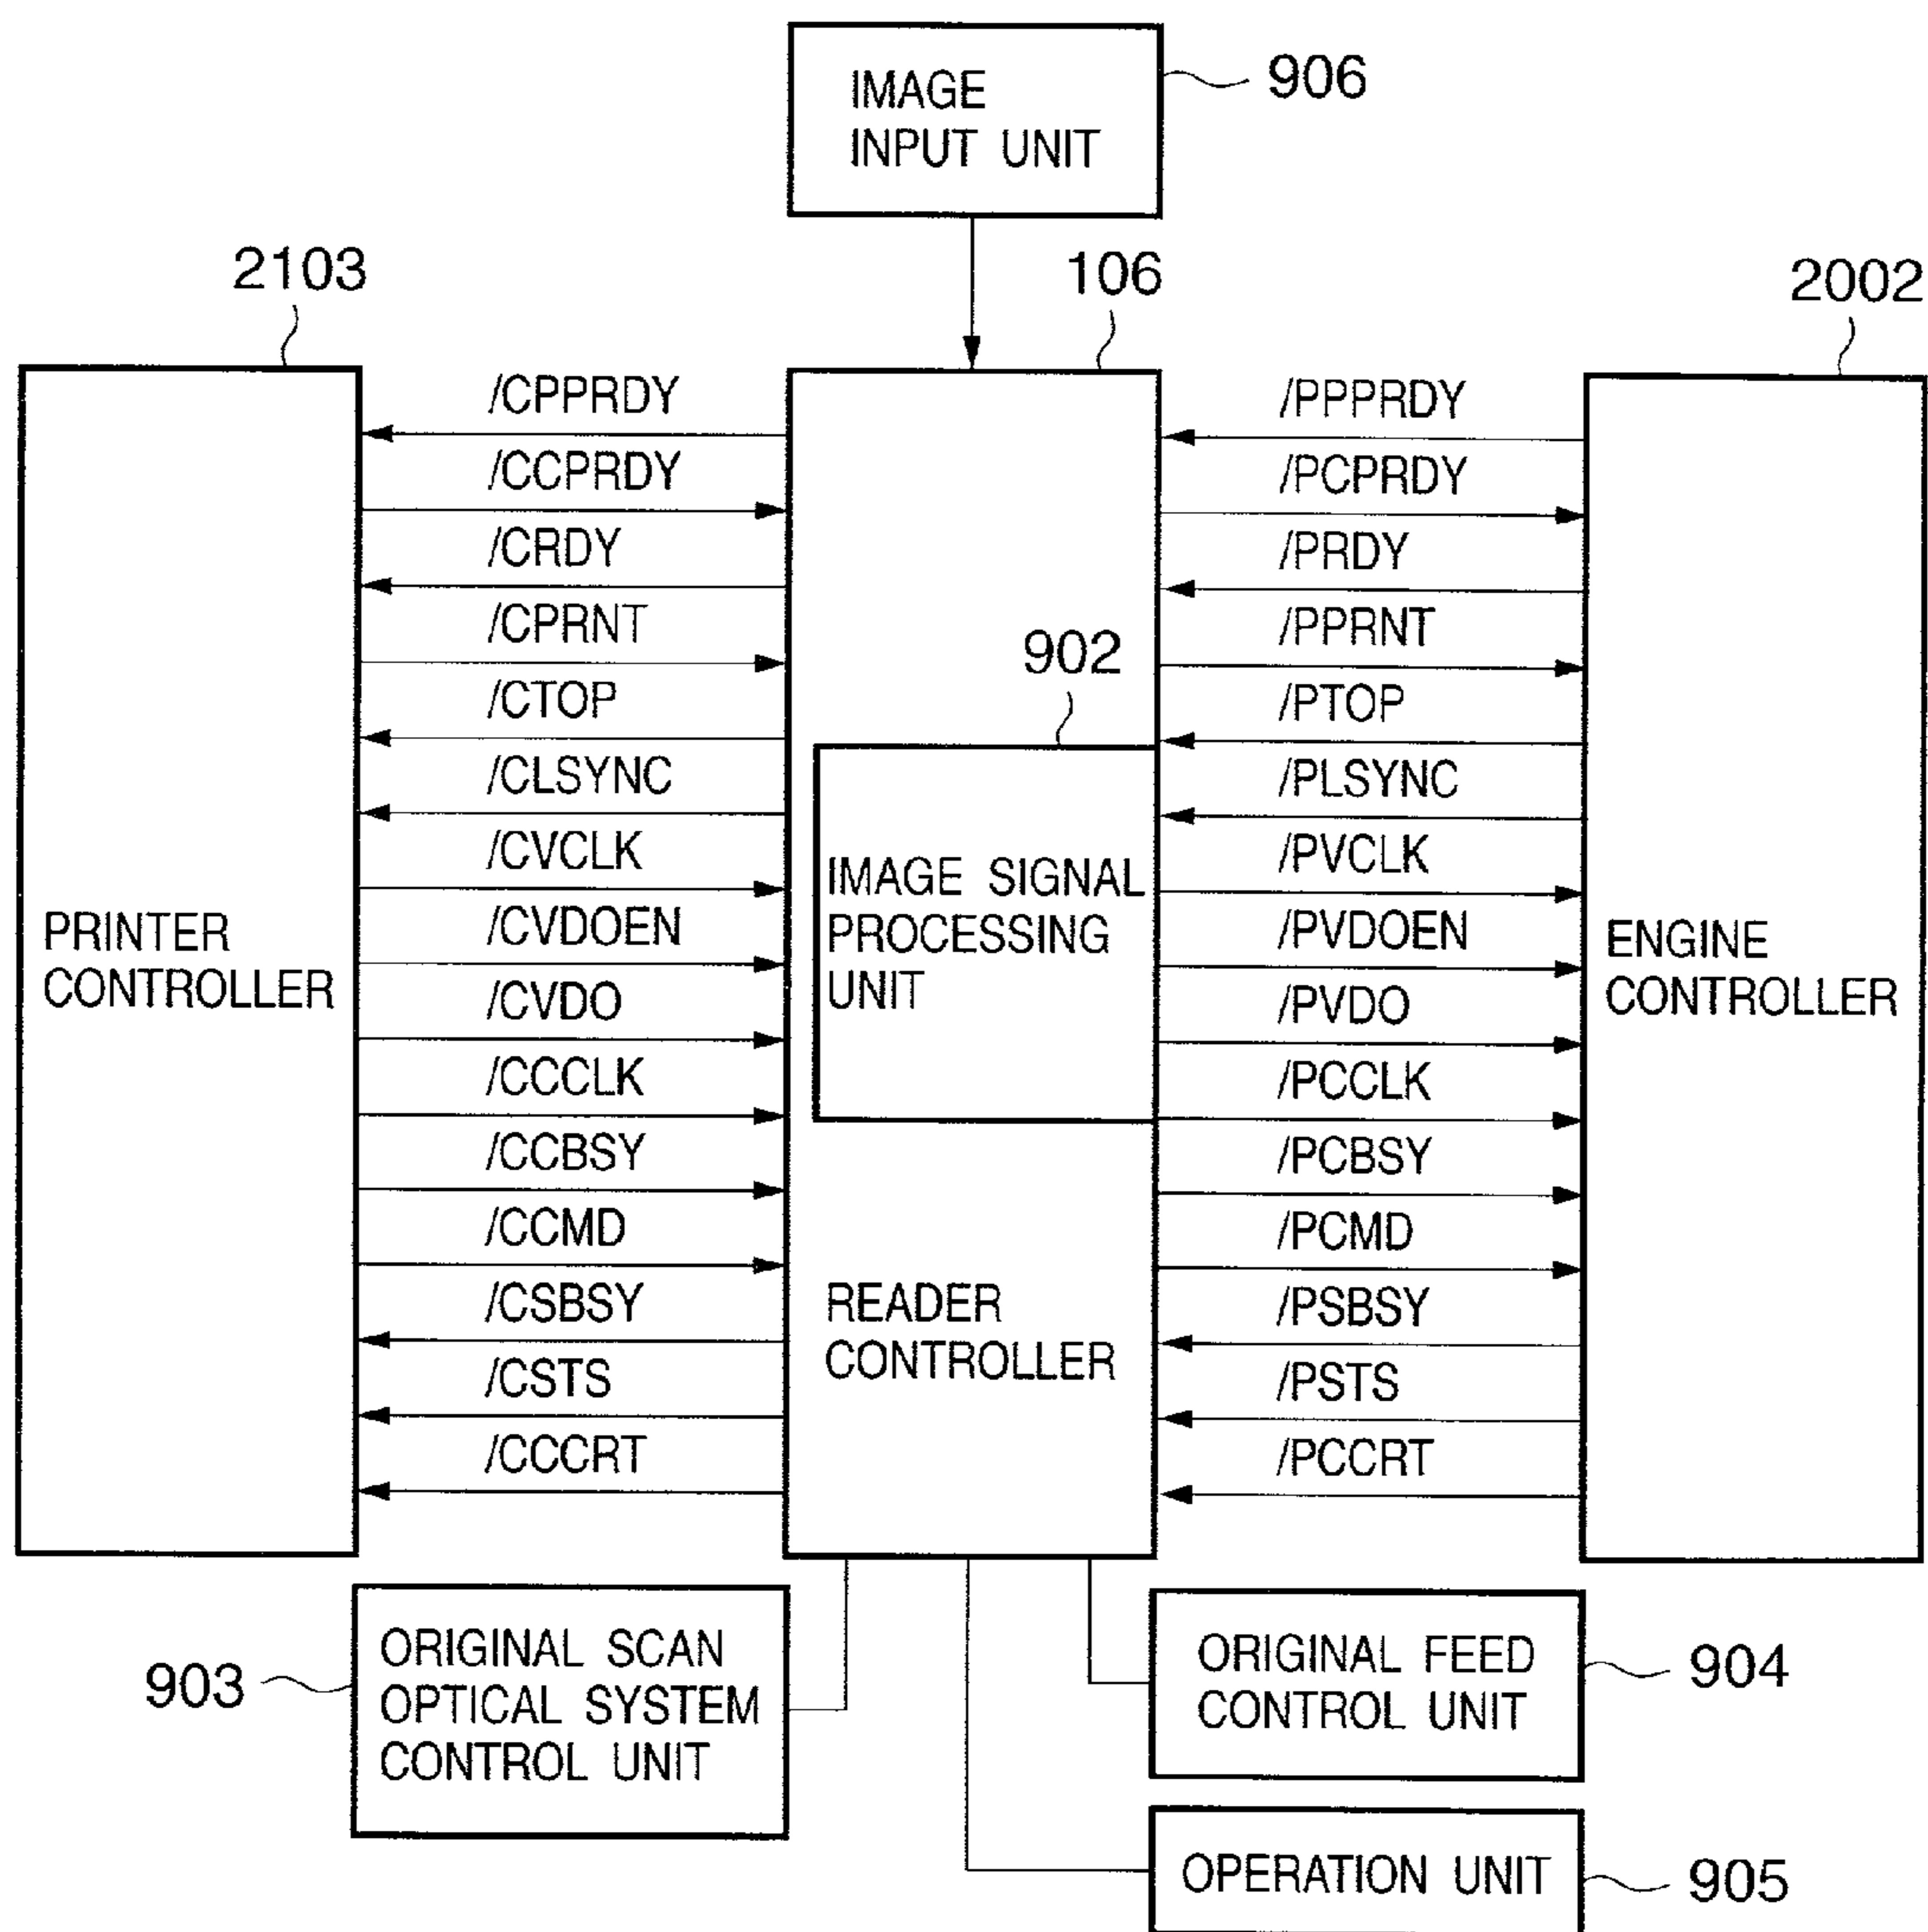 IMAGE
INPUT UNIT
906
2103
106
2002
/CPPRDY
/CCPRDY
/CRDY
/CPRNT
/CTOP
/CLSYNC
/CVCLK
/CVDOEN
/CVDO
/CCCLK
/CCBSY
/CCMD
/CSBSY
/CSTS
/CCCRT
/PPPRDY
/PCPRDY
/PRDY
/PPRNT
/PTOP
/PLSYNC
/PVCLK
/PVDOEN
/PVDO
/PCCLK
/PCBSY
/PCMD
/PSBSY
/PSTS
/PCCRT
PRINTER
CONTROLLER
902
IMAGE SIGNAL
PROCESSING
UNIT
READER
CONTROLLER
ENGINE
CONTROLLER
903
ORIGINAL SCAN
OPTICAL SYSTEM
CONTROL UNIT
ORIGINAL FEED
CONTROL UNIT
904
OPERATION UNIT
905